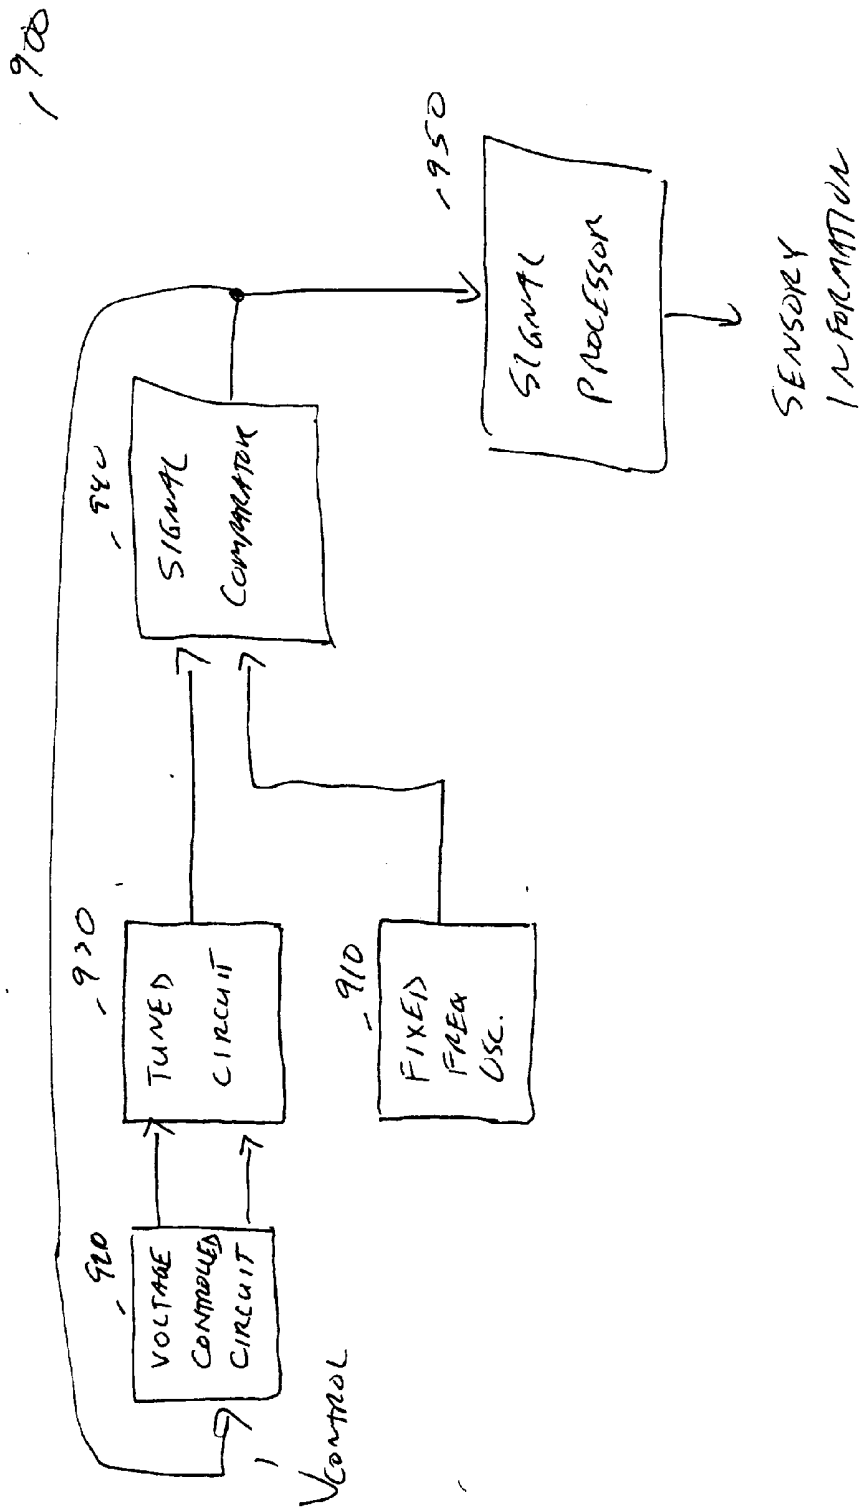 900
920
VOLTAGE
CONTROLLED
CIRCUIT
VCONTROL
930
TUNED
CIRCUIT
910
FIXED
FREQ
OSC.
940
SIGNAL
COMPARATOR
950
SIGNAL
PROCESSOR
SENSORY
INFORMATION